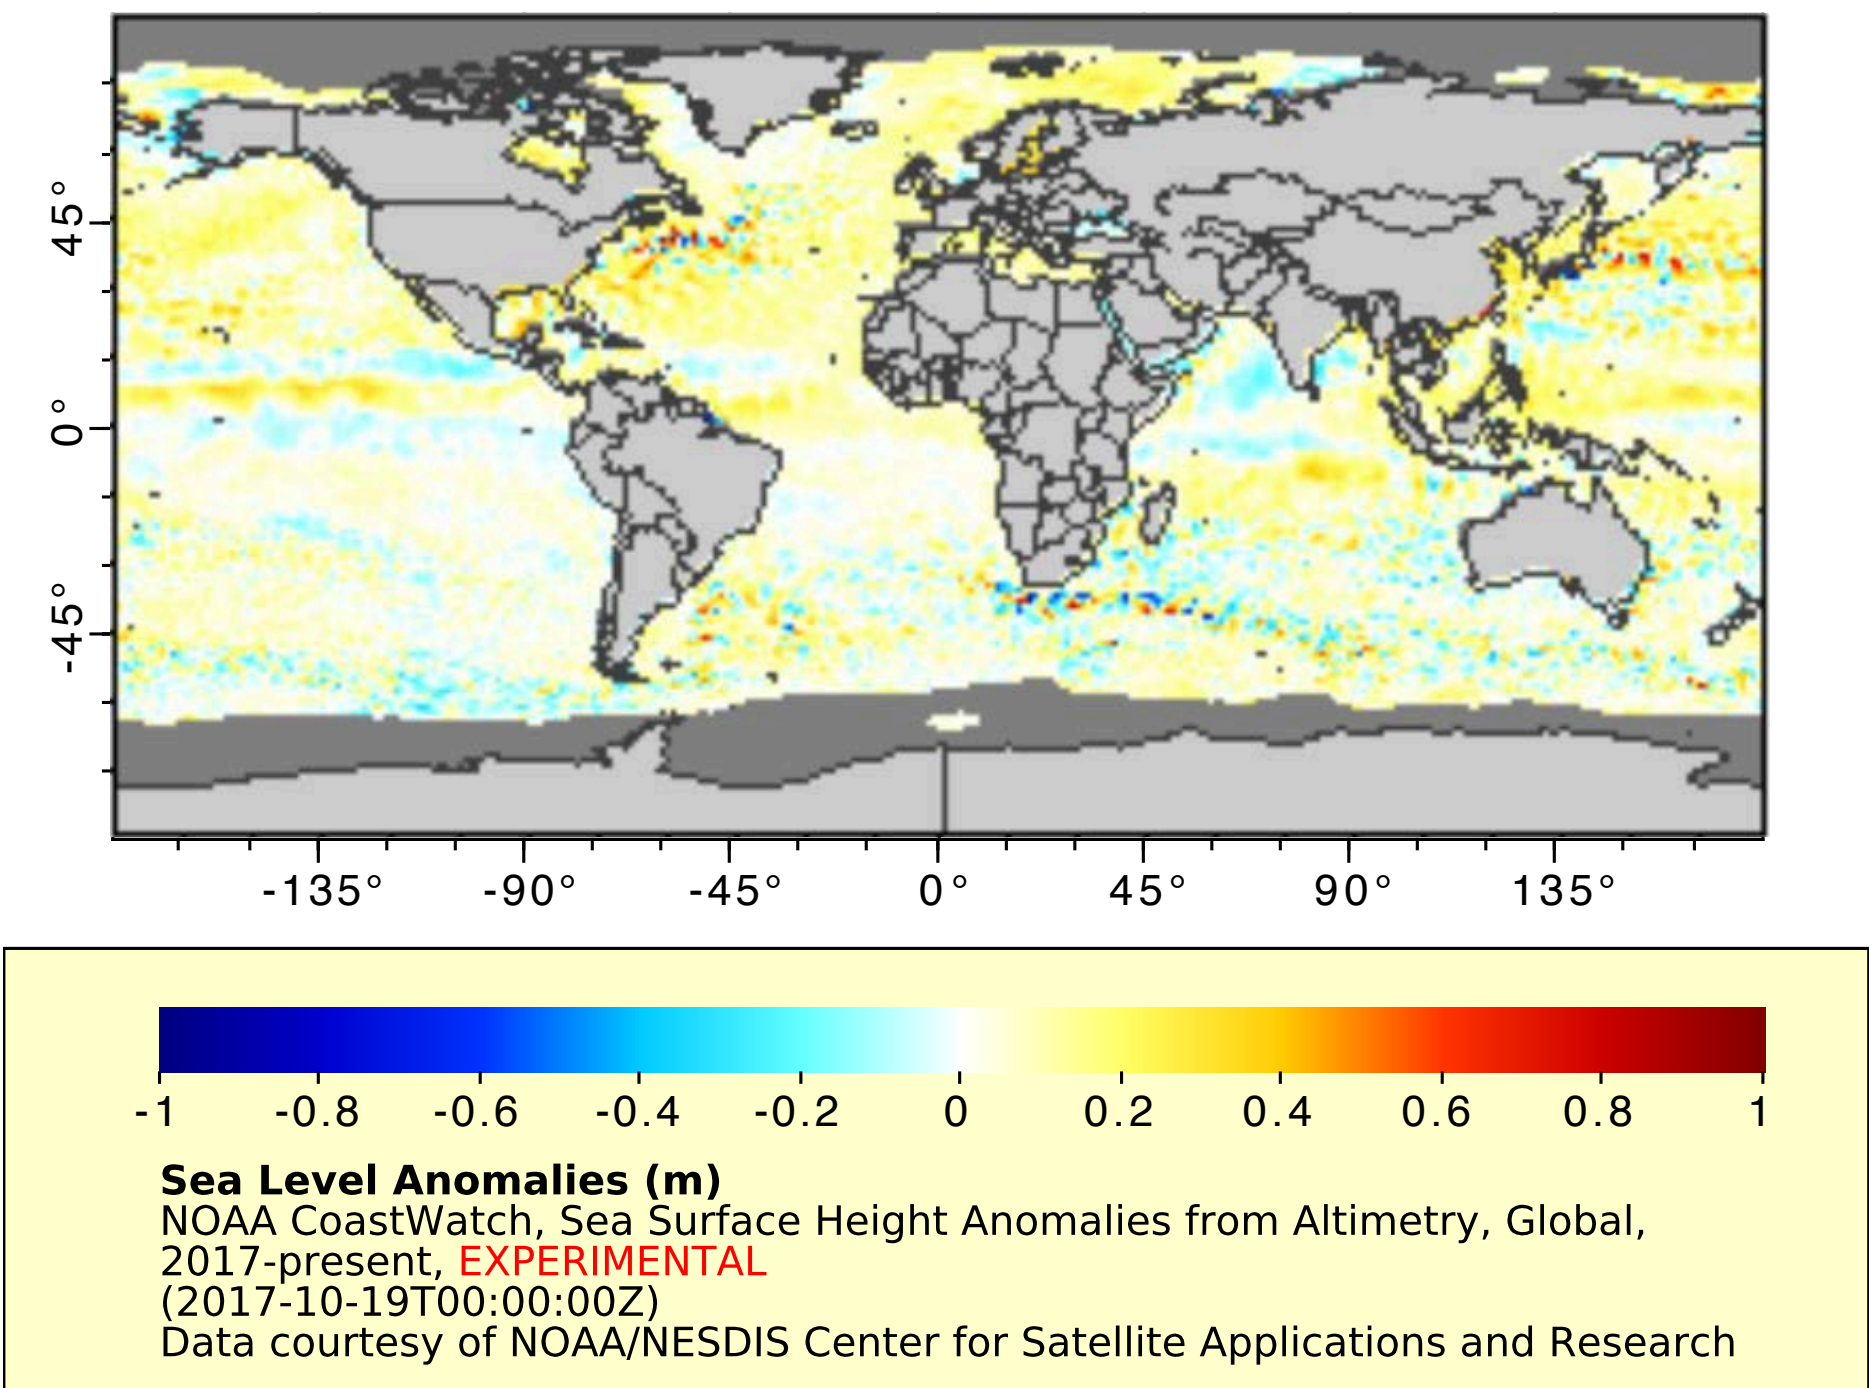 45°
0°
-45°
-135° -90° -45° 0° 45° 90° 135°
-1 -0.8 -0.6 -0.4 -0.2 0 0.2 0.4 0.6 0.8 1
Sea Level Anomalies (m)
NOAA CoastWatch, Sea Surface Height Anomalies from Altimetry, Global,
2017-present, EXPERIMENTAL
(2017-10-19T00:00:00Z)
Data courtesy of NOAA/NESDIS Center for Satellite Applications and Research